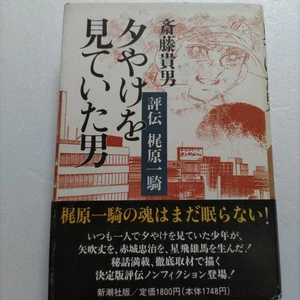 斎藤貴男
夕やけを
見ていた男
評伝 梶原一騎
梶原一騎の魂はまだ眠らない!
いつも一人で夕やけを見ていた少年が、
矢吹丈を、赤城忠治を、星飛雄馬を生んだ!
秘話満載、徹底取材で描く
決定版評伝ノンフィクション登場!
新潮社版/定価1800円(本体1748円)